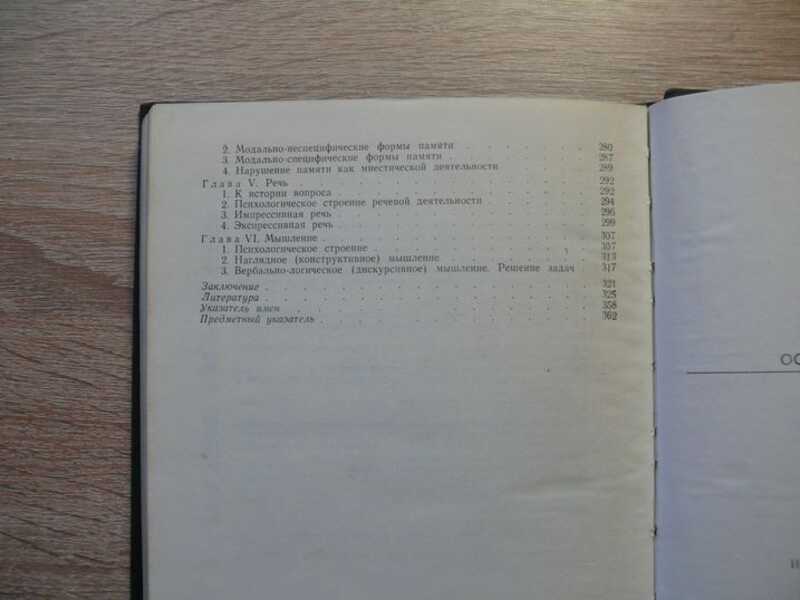 2. Модально-неспецифические формы памяти . . . . . . . 280
3. Модально-специфические формы памяти . . . . . . . . 287
4. Нарушение памяти как мнестической деятельности . . . . . 289
Глава V. Речь . . . . . . . . . . . . . . . . . 292
1. К истории вопроса . . . . . . . . . . . . . . . 292
2. Психологическое строение речевой деятельности . . . . . . 294
3. Импрессивная речь . . . . . . . . . . . . . . . 296
4. Экспрессивная речь . . . . . . . . . . . . . . . 299
Глава VI. Мышление . . . . . . . . . . . . . . . 307
1. Психологическое строение . . . . . . . . . . . . . 307
2. Наглядное (конструктивное) мышление . . . . . . . . . 313
3. Вербально-логическое (дискурсивное) мышление. Решение задач . 317
Заключение . . . . . . . . . . . . . . . . . . 321
Литература . . . . . . . . . . . . . . . . . . 325
Указатель имен . . . . . . . . . . . . . . . . . 358
Предметный указатель . . . . . . . . . . . . . . . 362
ОС